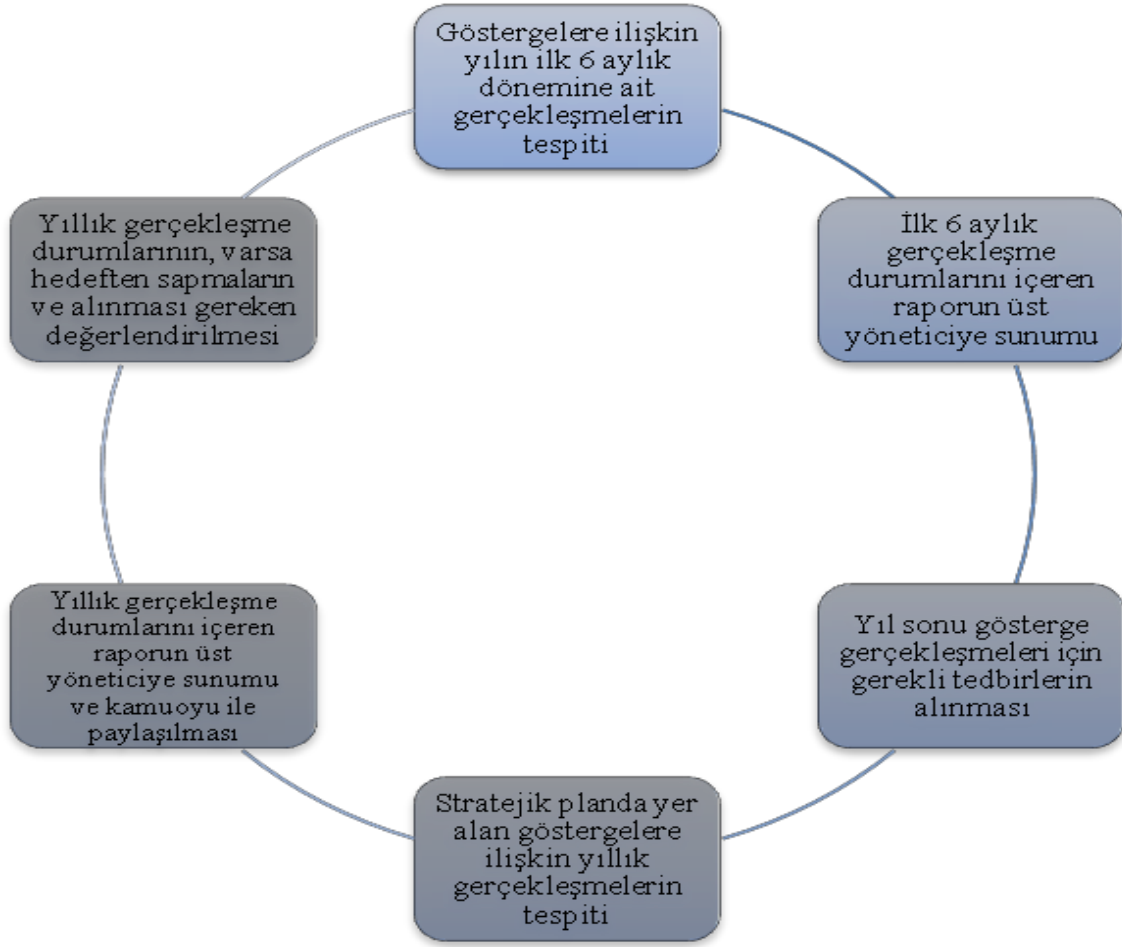 Göstergelere ilişkin
yılın ilk 6 aylık
dönemine ait
gerçekleşmelerin
tespiti
İlk 6 aylık
gerçekleşme
durumlarını içeren
raporun üst
yöneticiye sunumu
Yıl sonu gösterge
gerçekleşmeleri için
gerekli tedbirlerin
alınması
Stratejik planda yer
alan göstergelere
ilişkin yıllık
gerçekleşmelerin
tespiti
Yıllık gerçekleşme
durumlarını içeren
raporun üst
yöneticiye sunumu
ve kamuoyu ile
paylaşılması
Yıllık gerçekleşme
durumlarının, varsa
hedeften sapmaların
ve alınması gereken
değerlendirilmesi